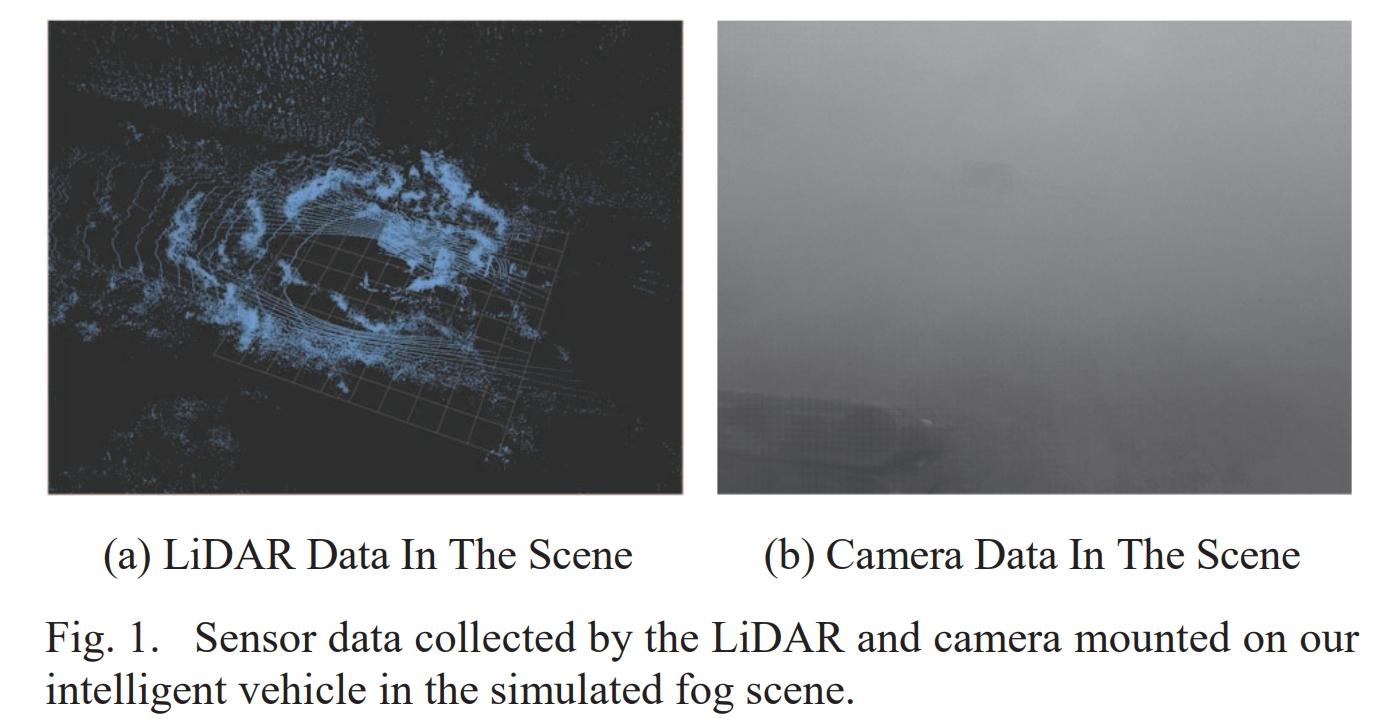 (a) LiDAR Data In The Scene
(b) Camera Data In The Scene
Fig. 1. Sensor data collected by the LiDAR and camera mounted on our
intelligent vehicle in the simulated fog scene.